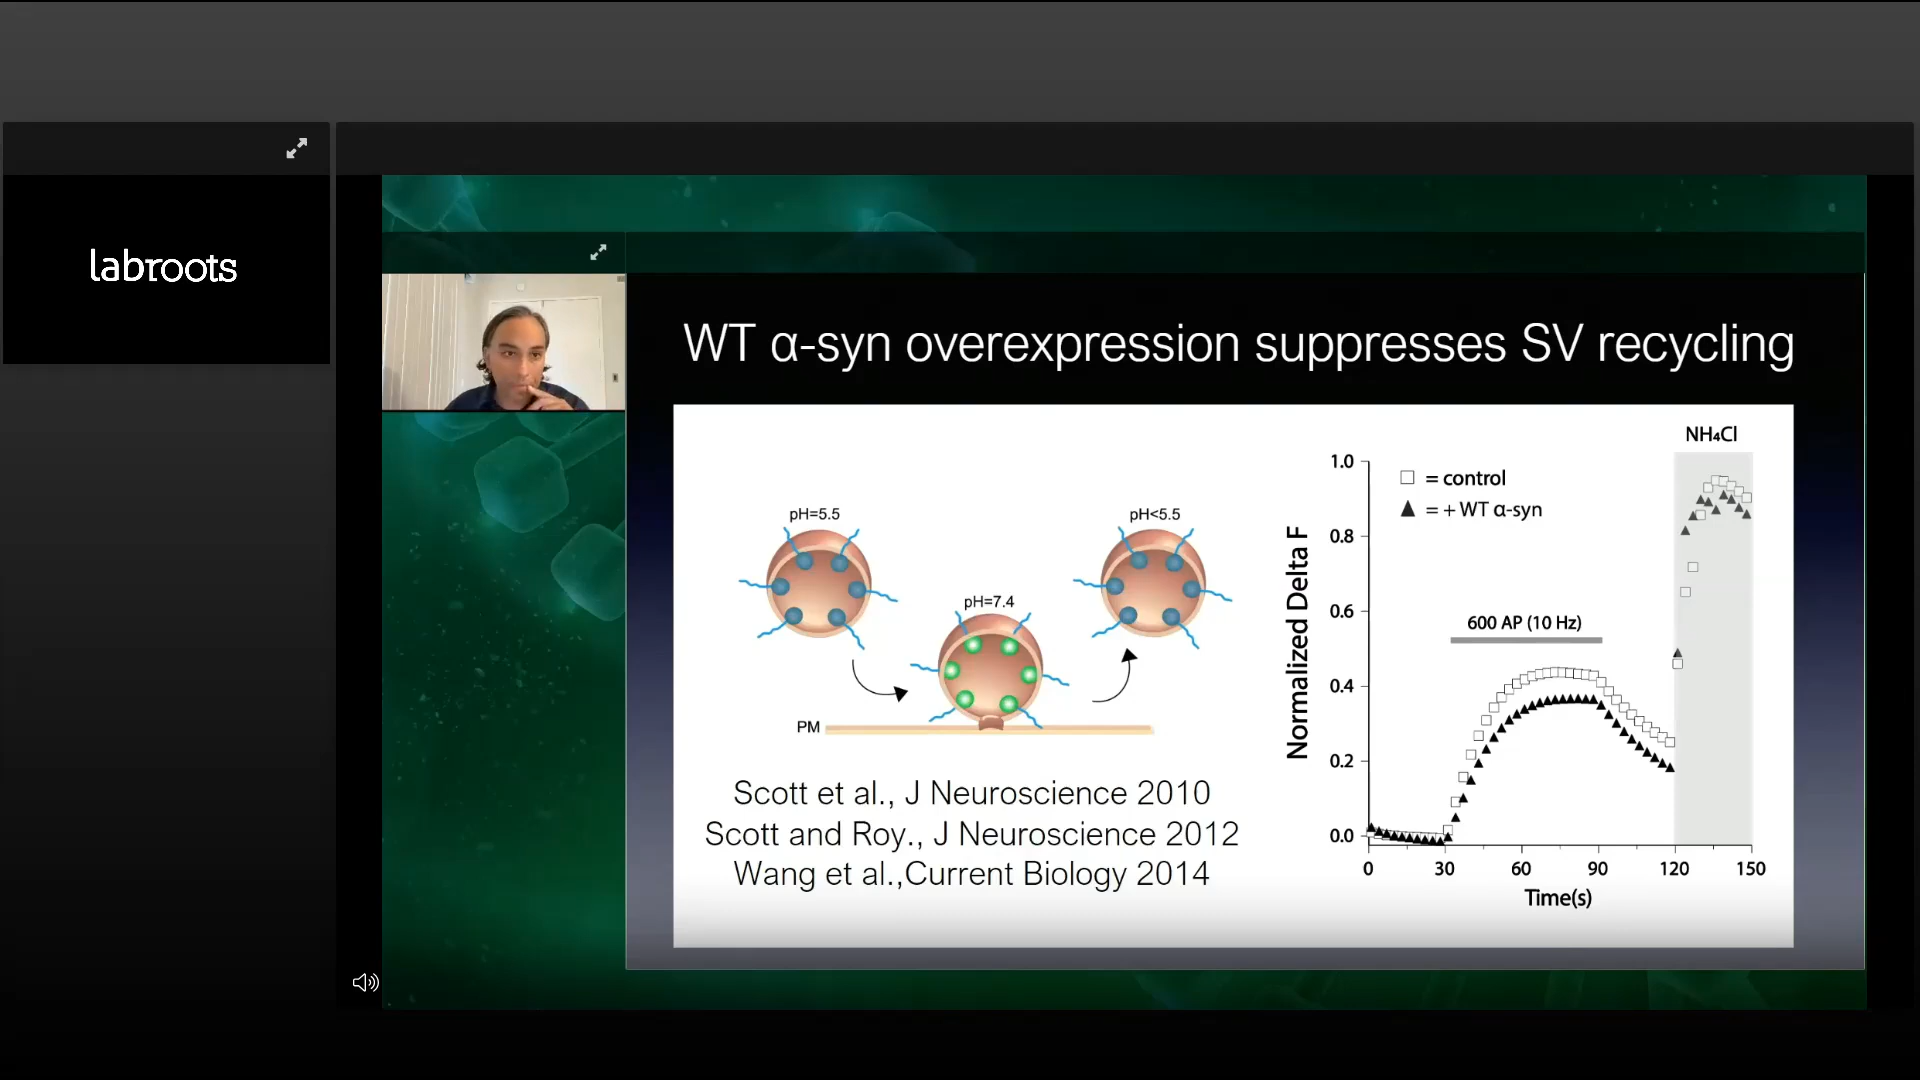 labroots
WT α-syn overexpression suppresses SV recycling
pH=5.5
pH=7.4
pH<5.5
PM
Scott et al., J Neuroscience 2010
Scott and Roy., J Neuroscience 2012
Wang et al.,Current Biology 2014
NH₄Cl
= control
= + WT α-syn
600 AP (10 Hz)
Normalized Delta F
1.0
0.8
0.6
0.4
0.2
0.0
0 30 60 90 120 150
Time(s)